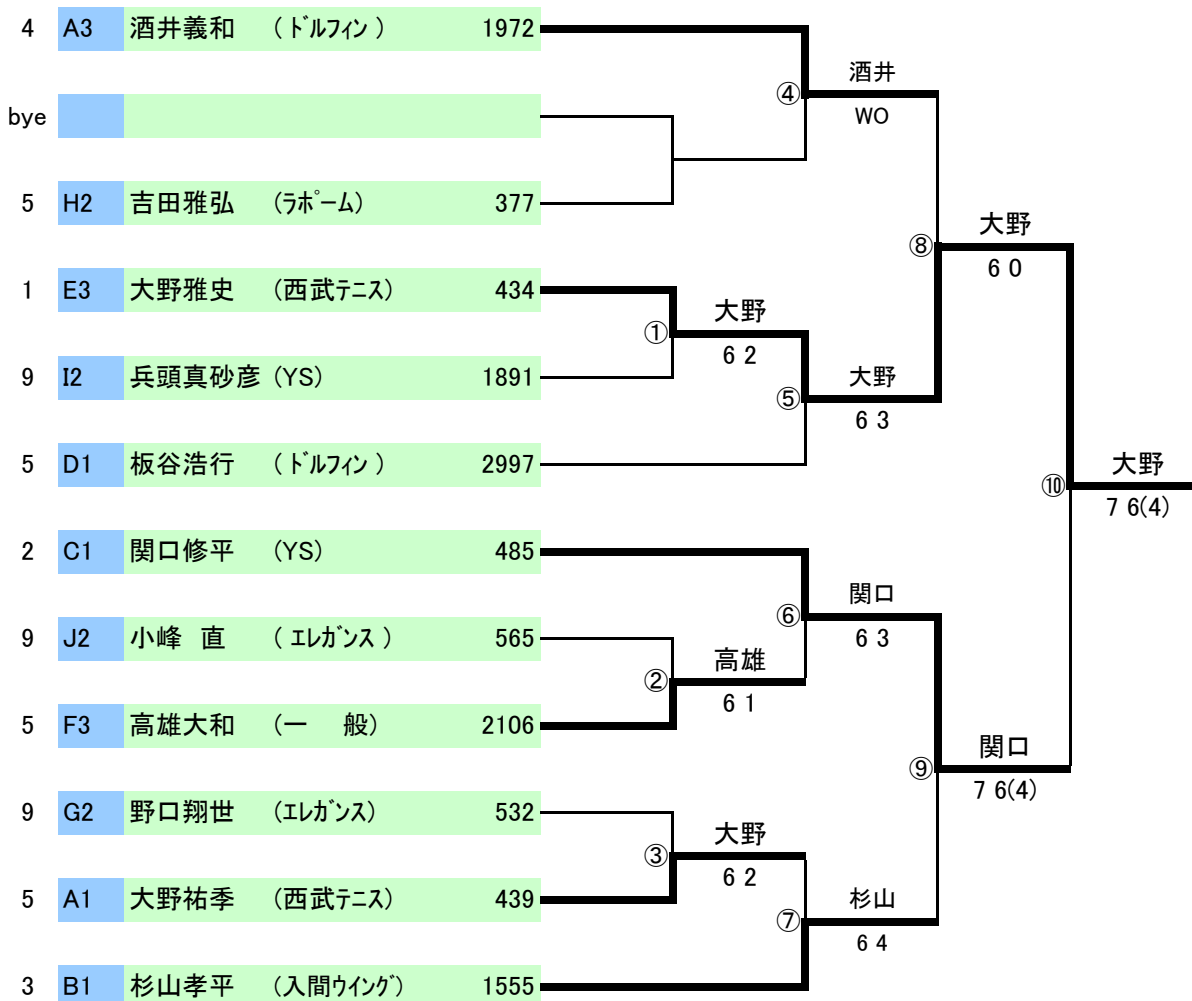 4 A3 酒井義和 (ドルフィン) 1972
酒井
④
WO
bye
5 H2 吉田雅弘 (ラポーム) 377
大野
⑧
6 0
1 E3 大野雅史 (西武テニス) 434
大野
①
6 2
9 I2 兵頭真砂彦 (YS) 1891
大野
⑤
6 3
5 D1 板谷浩行 (ドルフィン) 2997
大野
⑩
7 6(4)
2 C1 関口修平 (YS) 485
関口
⑥
6 3
9 J2 小峰 直 (エレガンス) 565
高雄
②
6 1
5 F3 高雄大和 (一 般) 2106
関口
⑨
7 6(4)
9 G2 野口翔世 (エレガンス) 532
大野
③
6 2
5 A1 大野祐季 (西武テニス) 439
杉山
⑦
6 4
3 B1 杉山孝平 (入間ウイング) 1555